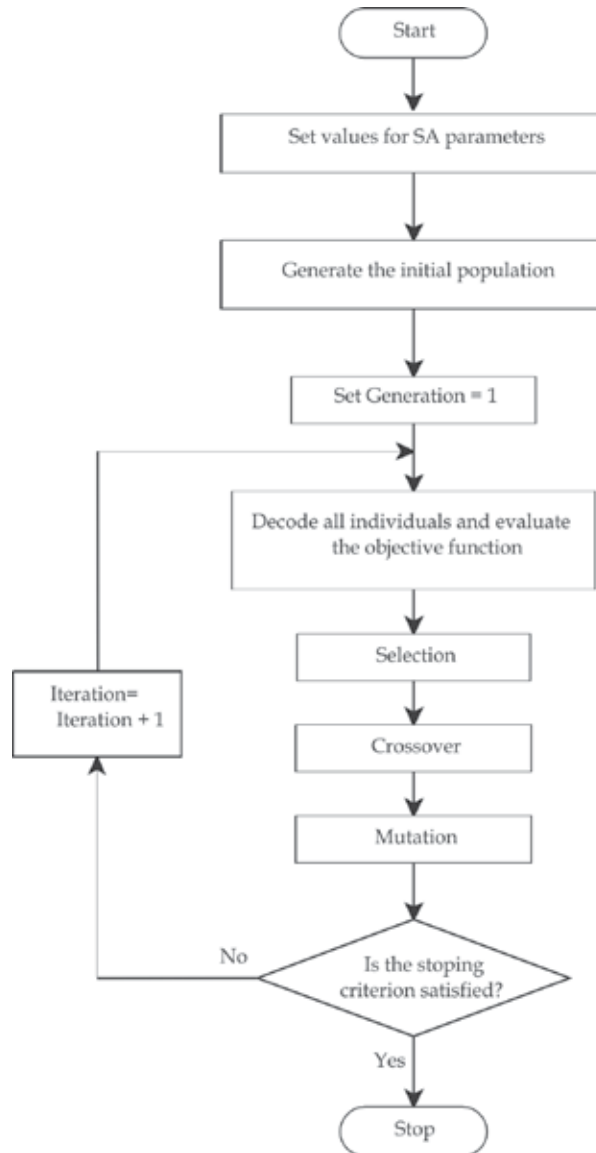 Start
Set values for SA parameters
Generate the initial population
Set Generation = 1
Decode all individuals and evaluate
the objective function
Selection
Iteration=
Iteration + 1
Crossover
Mutation
No
Is the stoping
criterion satisfied?
Yes
Stop